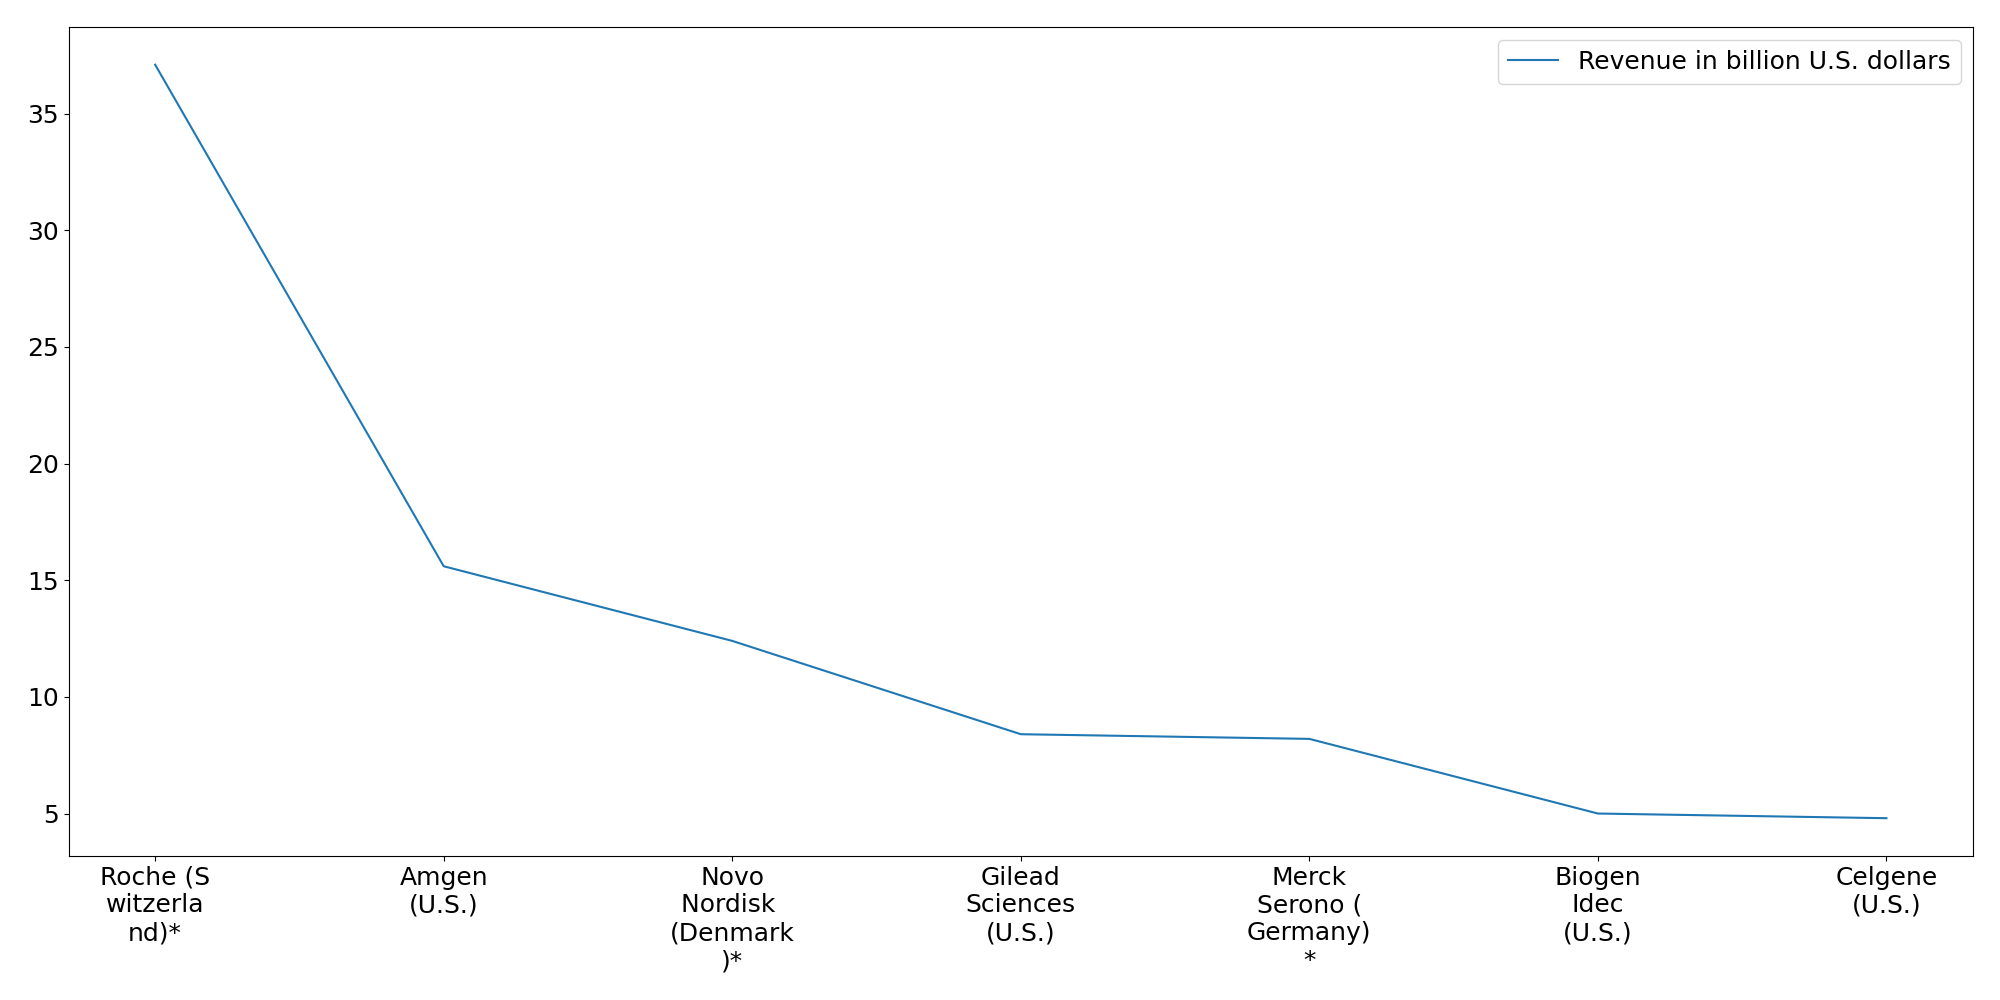 Revenue in billion U.S. dollars
35
30
25
20
15
10
5
Roche (S
witzerla
nd)*
Amgen
(U.S.)
Novo
Nordisk
(Denmark
)*
Gilead
Sciences
(U.S.)
Merck
Serono (
Germany)
*
Biogen
Idec
(U.S.)
Celgene
(U.S.)